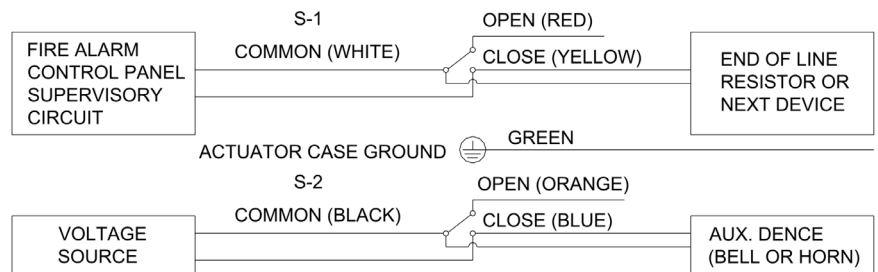 S-1
OPEN (RED)
FIRE ALARM
CONTROL PANEL
SUPERVISORY
CIRCUIT
COMMON (WHITE)
CLOSE (YELLOW)
END OF LINE
RESISTOR OR
NEXT DEVICE
ACTUATOR CASE GROUND
GREEN
S-2
OPEN (ORANGE)
COMMON (BLACK)
CLOSE (BLUE)
VOLTAGE
SOURCE
AUX. DENCE
(BELL OR HORN)